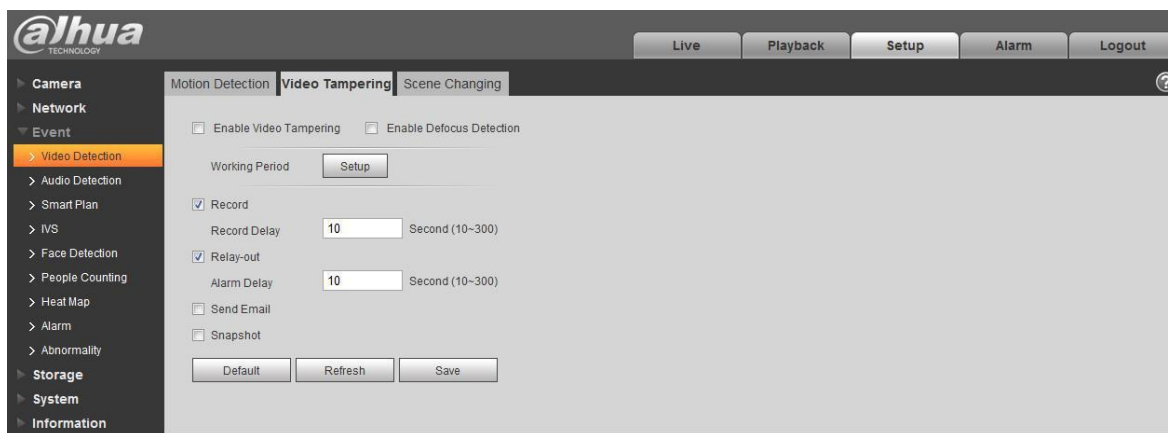 alhua
TECHNOLOGY
Live Playback Setup Alarm Logout
Camera
Network
Event
Video Detection
Audio Detection
Smart Plan
IVS
Face Detection
People Counting
Heat Map
Alarm
Abnormality
Storage
System
Information
Motion Detection Video Tampering Scene Changing
?
Enable Video Tampering Enable Defocus Detection
Working Period Setup
Record
Record Delay 10 Second (10~300)
Relay-out
Alarm Delay 10 Second (10~300)
Send Email
Snapshot
Default Refresh Save